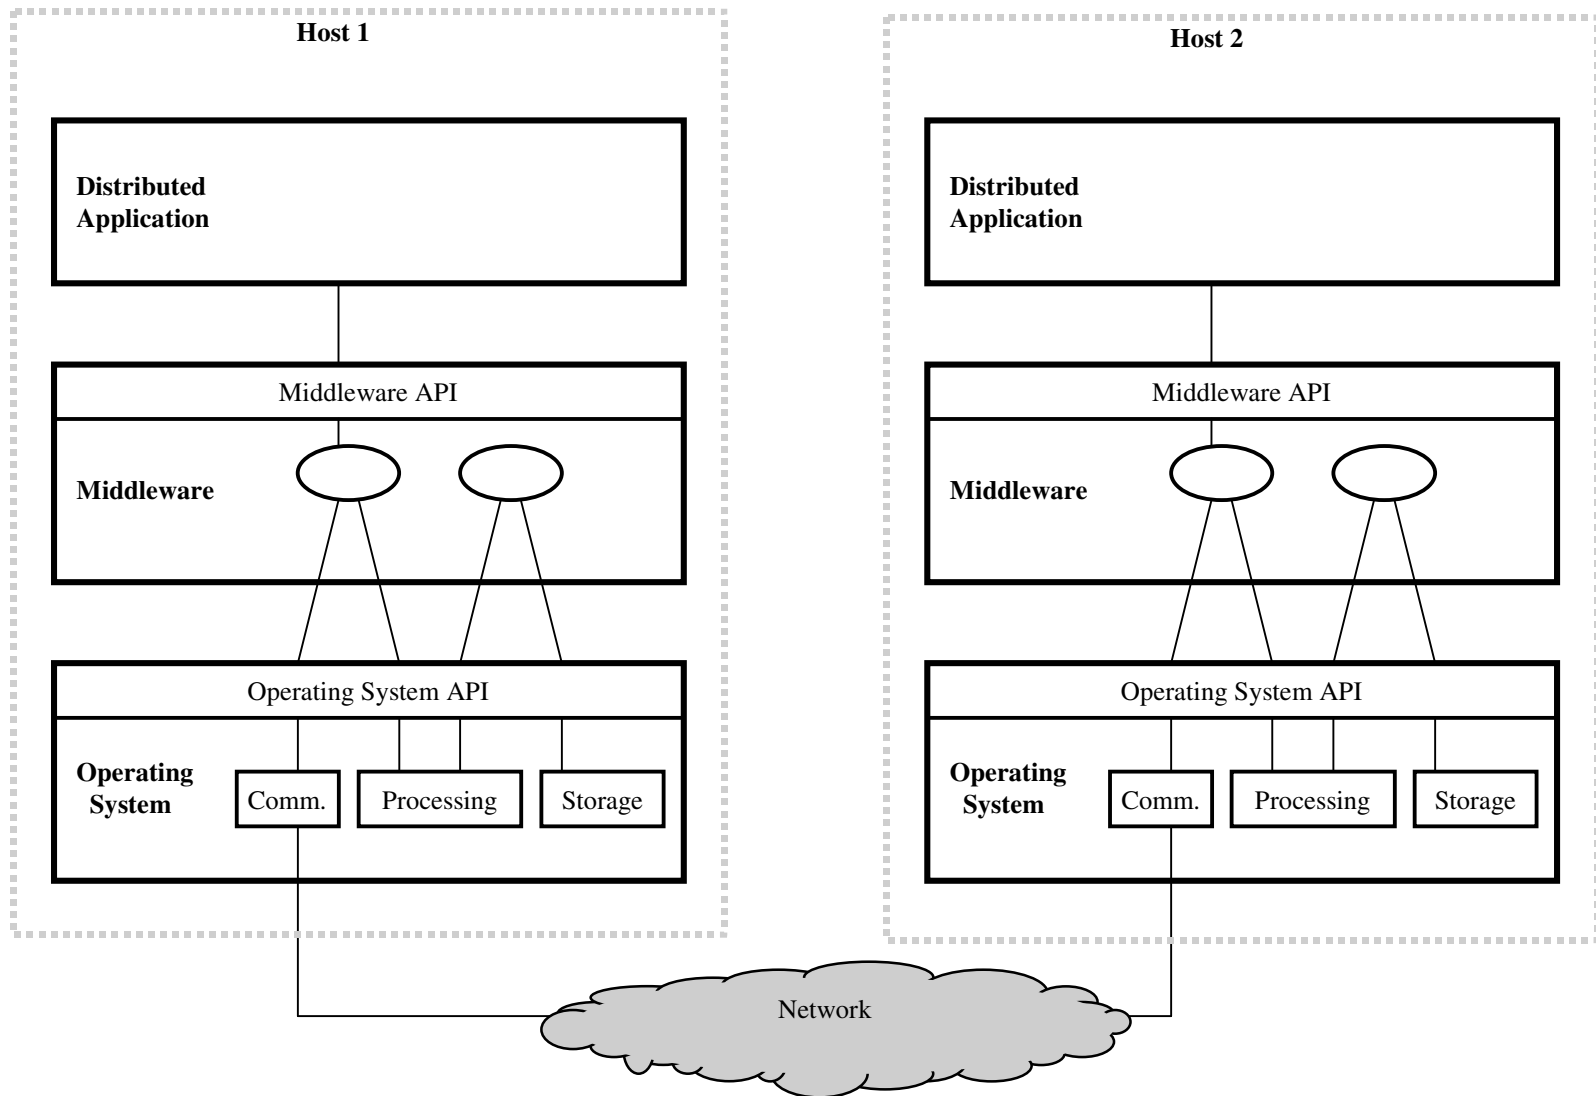 Host 1
Distributed
Application
Middleware API
Middleware
Operating System API
Operating
System
Comm.
Processing
Storage
Host 2
Distributed
Application
Middleware API
Middleware
Operating System API
Operating
System
Comm.
Processing
Storage
Network